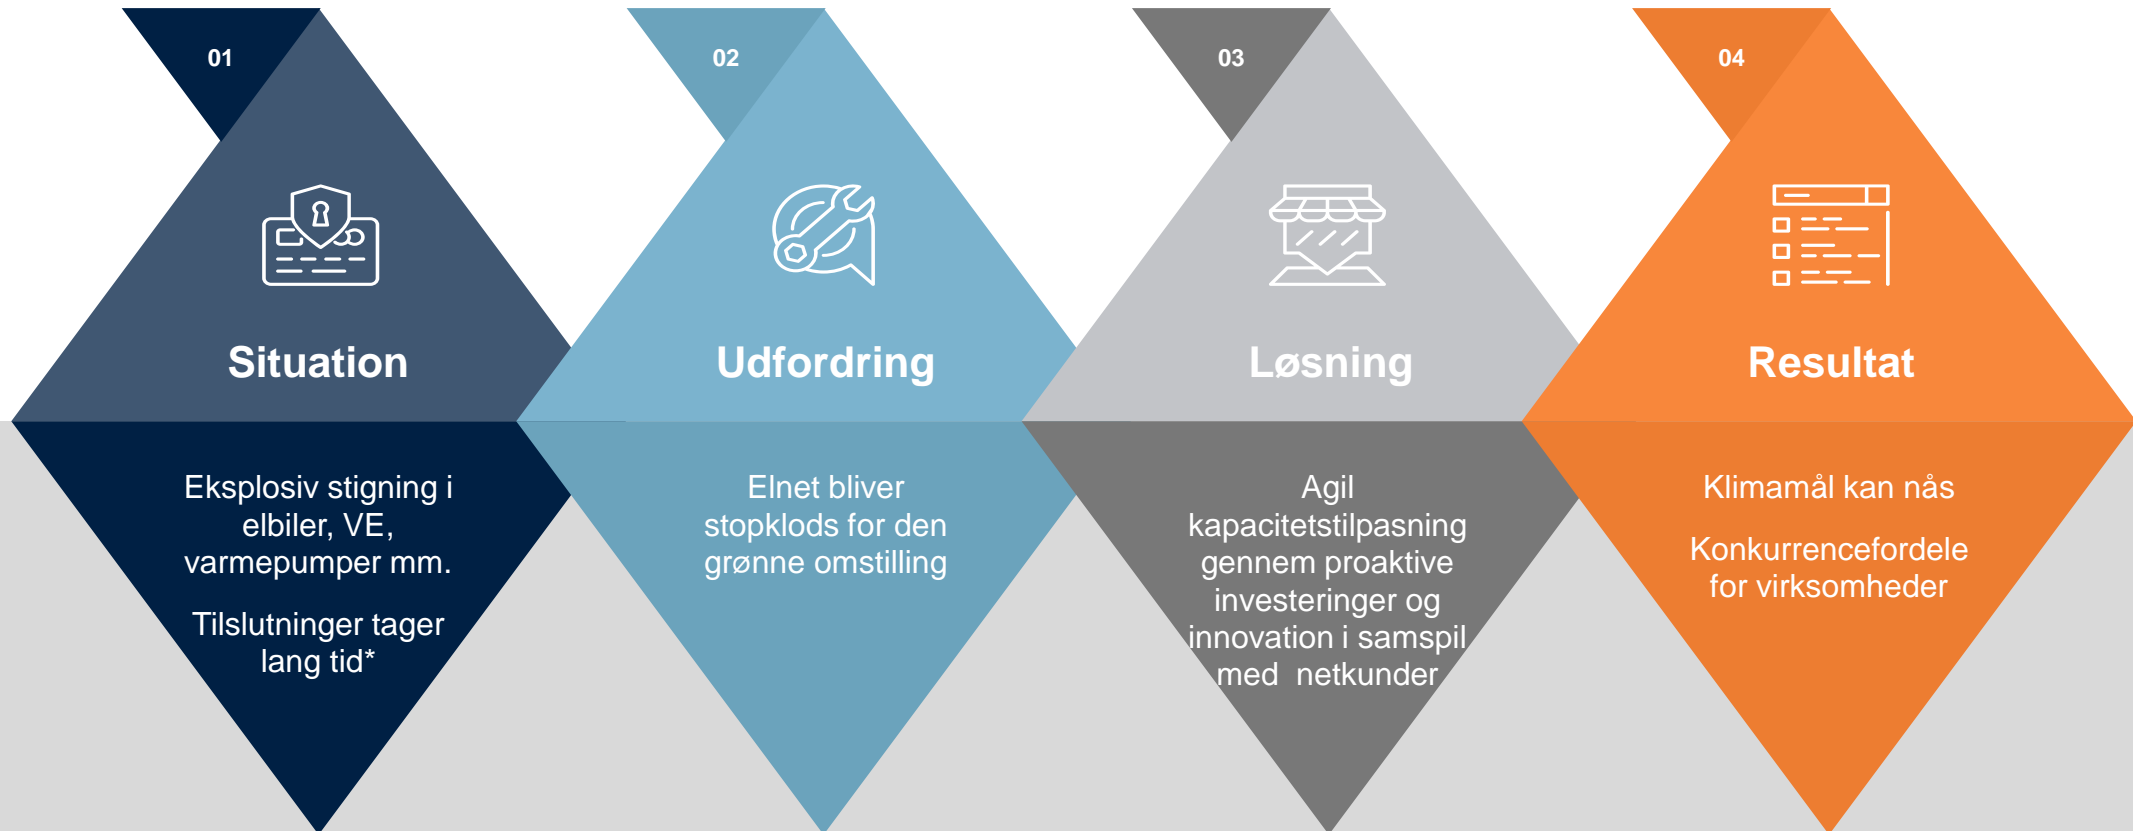 01
Situation
Eksplosiv stigning i
elbiler, VE,
varmepumper mm.
Tilslutninger tager
lang tid*
02
Udfordring
Elnet bliver
stopklods for den
grønne omstilling
03
Løsning
Agil
kapacitetstilpasning
gennem proaktive
investeringer og
innovation i samspil
med  netkunder
04
Resultat
Klimamål kan nås
Konkurrencefordele
for virksomheder